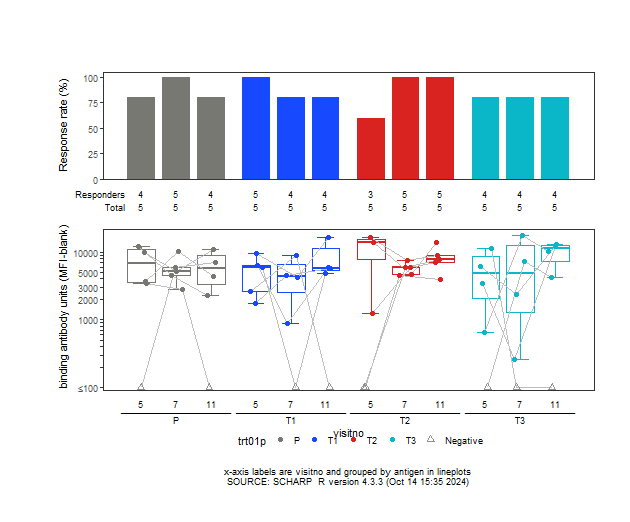 Response rate (%)
100
75
50
25
0
Responders 4 5 4 5 4 4 3 5 5 4 4 4
Total 5 5 5 5 5 5 5 5 5 5 5 5
binding antibody units (MFI-blank)
10000
5000
3000
2000
1000
≤100
5 7 11 5 7 11 5 7 11 5 7 11
P T1 T2 T3
visitno
trt01p P T1 T2 T3 Negative
x-axis labels are visitno and grouped by antigen in lineplots
SOURCE: SCHARP R version 4.3.3 (Oct 14 15:35 2024)